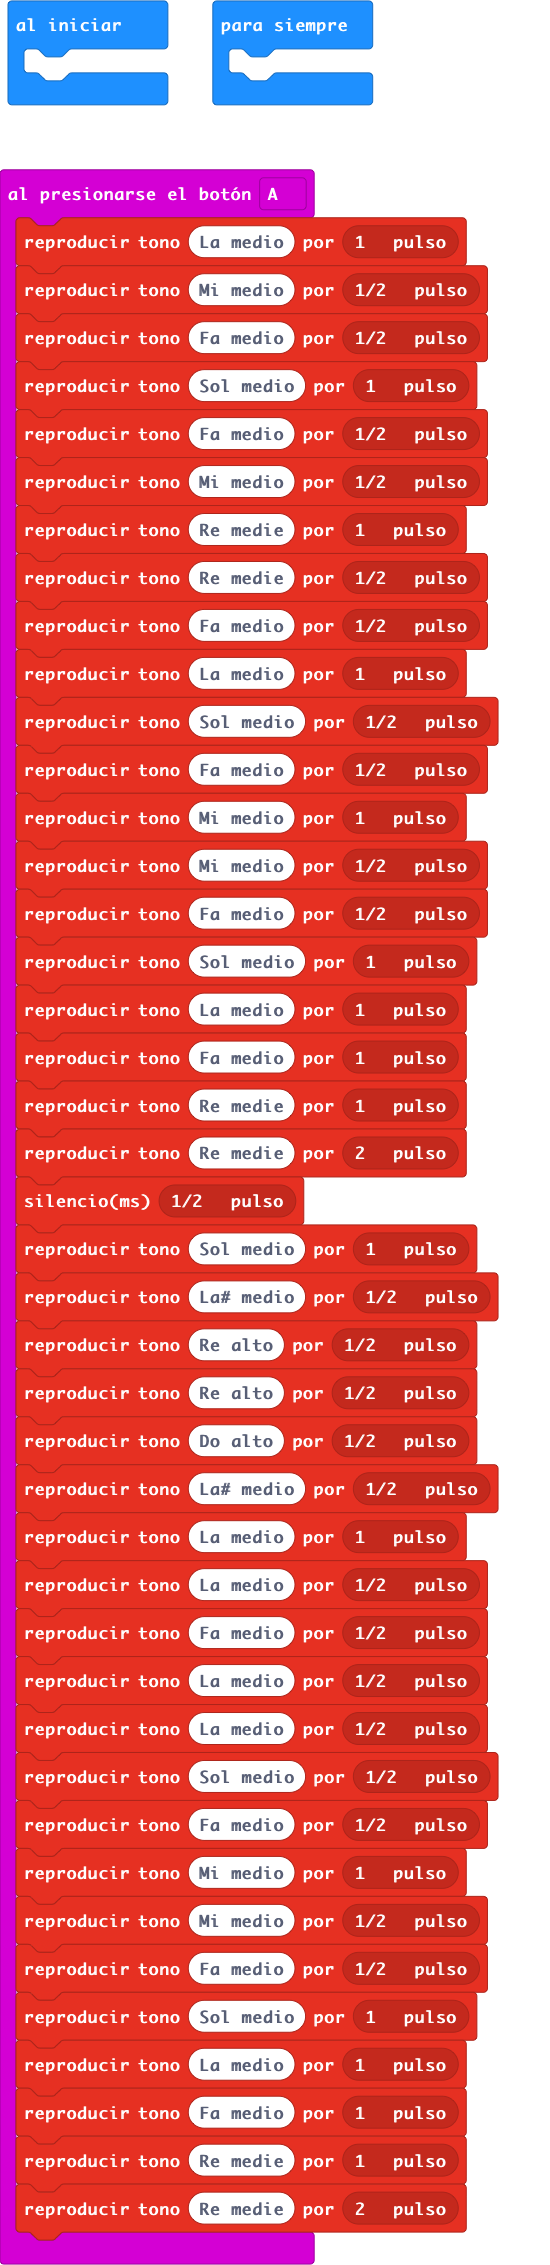 al iniciar
para siempre
al presionarse el botón A
reproducir tono La medio por 1 pulso
reproducir tono Mi medio por 1/2 pulso
reproducir tono Fa medio por 1/2 pulso
reproducir tono Sol medio por 1 pulso
reproducir tono Fa medio por 1/2 pulso
reproducir tono Mi medio por 1/2 pulso
reproducir tono Re medie por 1 pulso
reproducir tono Re medie por 1/2 pulso
reproducir tono Fa medio por 1/2 pulso
reproducir tono La medio por 1 pulso
reproducir tono Sol medio por 1/2 pulso
reproducir tono Fa medio por 1/2 pulso
reproducir tono Mi medio por 1 pulso
reproducir tono Mi medio por 1/2 pulso
reproducir tono Fa medio por 1/2 pulso
reproducir tono Sol medio por 1 pulso
reproducir tono La medio por 1 pulso
reproducir tono Fa medio por 1 pulso
reproducir tono Re medie por 1 pulso
reproducir tono Re medie por 2 pulso
silencio(ms) 1/2 pulso
reproducir tono Sol medio por 1 pulso
reproducir tono La# medio por 1/2 pulso
reproducir tono Re alto por 1/2 pulso
reproducir tono Re alto por 1/2 pulso
reproducir tono Do alto por 1/2 pulso
reproducir tono La# medio por 1/2 pulso
reproducir tono La medio por 1 pulso
reproducir tono La medio por 1/2 pulso
reproducir tono Fa medio por 1/2 pulso
reproducir tono La medio por 1/2 pulso
reproducir tono La medio por 1/2 pulso
reproducir tono Sol medio por 1/2 pulso
reproducir tono Fa medio por 1/2 pulso
reproducir tono Mi medio por 1 pulso
reproducir tono Mi medio por 1/2 pulso
reproducir tono Fa medio por 1/2 pulso
reproducir tono Sol medio por 1 pulso
reproducir tono La medio por 1 pulso
reproducir tono Fa medio por 1 pulso
reproducir tono Re medie por 1 pulso
reproducir tono Re medie por 2 pulso